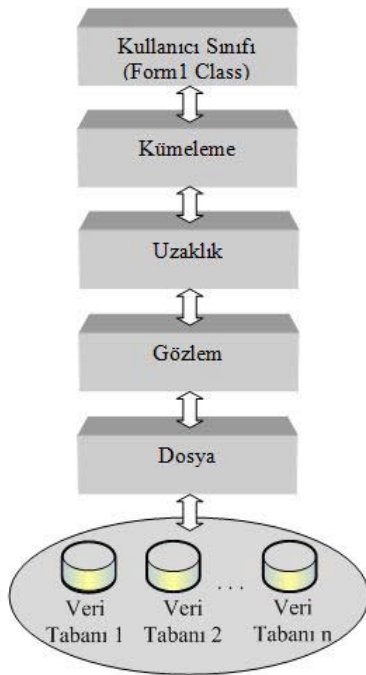 Kullanıcı Sınıfı
(Form1 Class)
Kümeleme
Uzaklık
Gözlem
Dosya
Veri Veri . . . Veri
Tabanı 1 Tabanı 2 Tabanı n